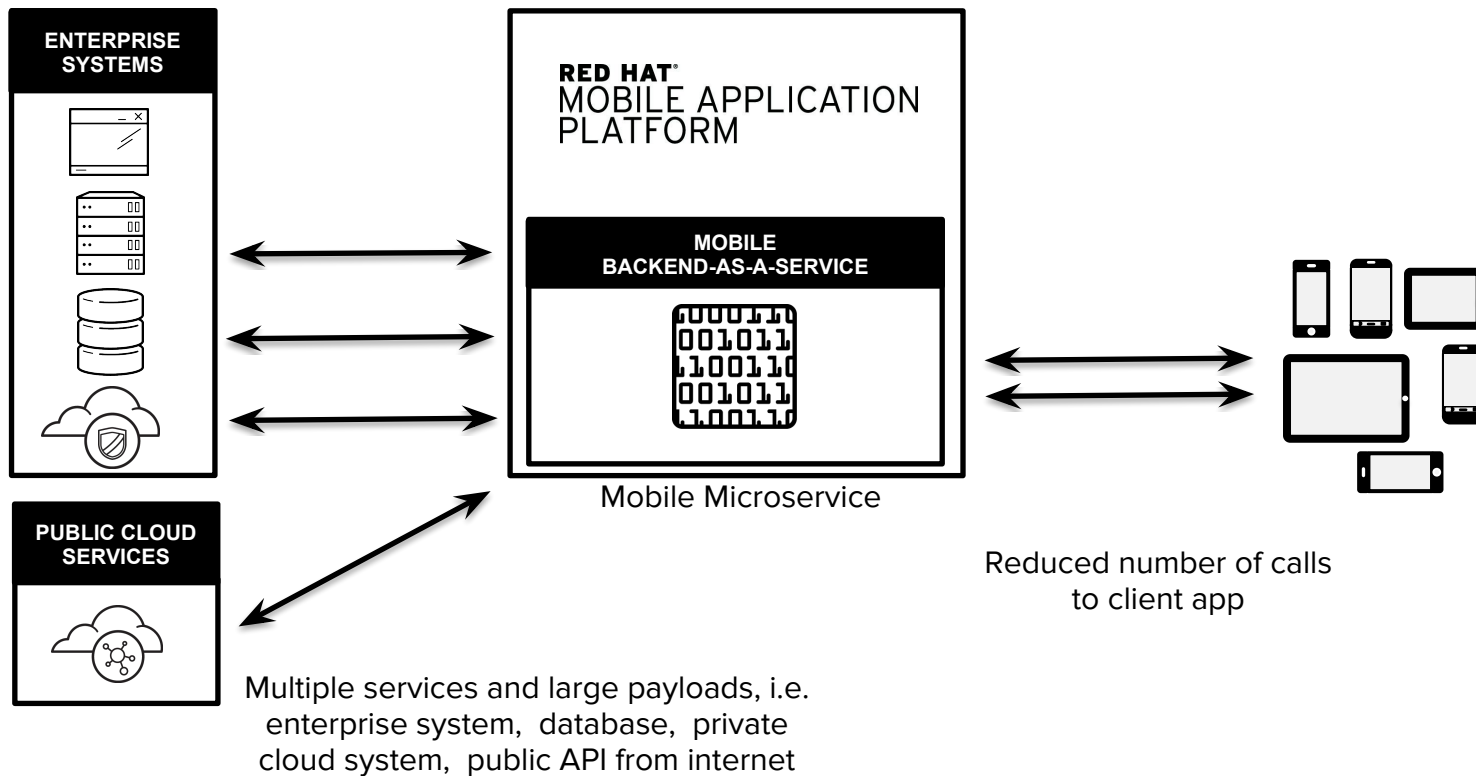 ENTERPRISE
SYSTEMS
RED HAT®
MOBILE APPLICATION
PLATFORM
MOBILE
BACKEND-AS-A-SERVICE
Mobile Microservice
PUBLIC CLOUD
SERVICES
Reduced number of calls
to client app
Multiple services and large payloads, i.e.
enterprise system, database, private
cloud system, public API from internet